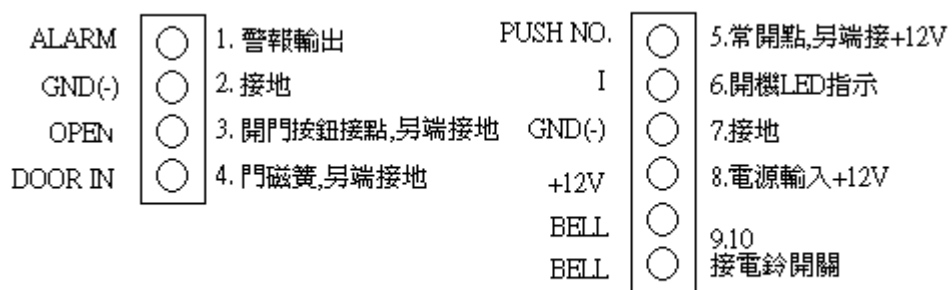 ALARM 1. 警報輸出
GND(-) 2. 接地
OPEN 3. 開門按鈕接點,另端接地
DOOR IN 4. 門磁簧,另端接地
PUSH NO. 5.常開點,另端接+12V
I 6.開機LED指示
GND(-) 7.接地
+12V 8.電源輸入+12V
BELL 9.10
BELL 接電鈴開關